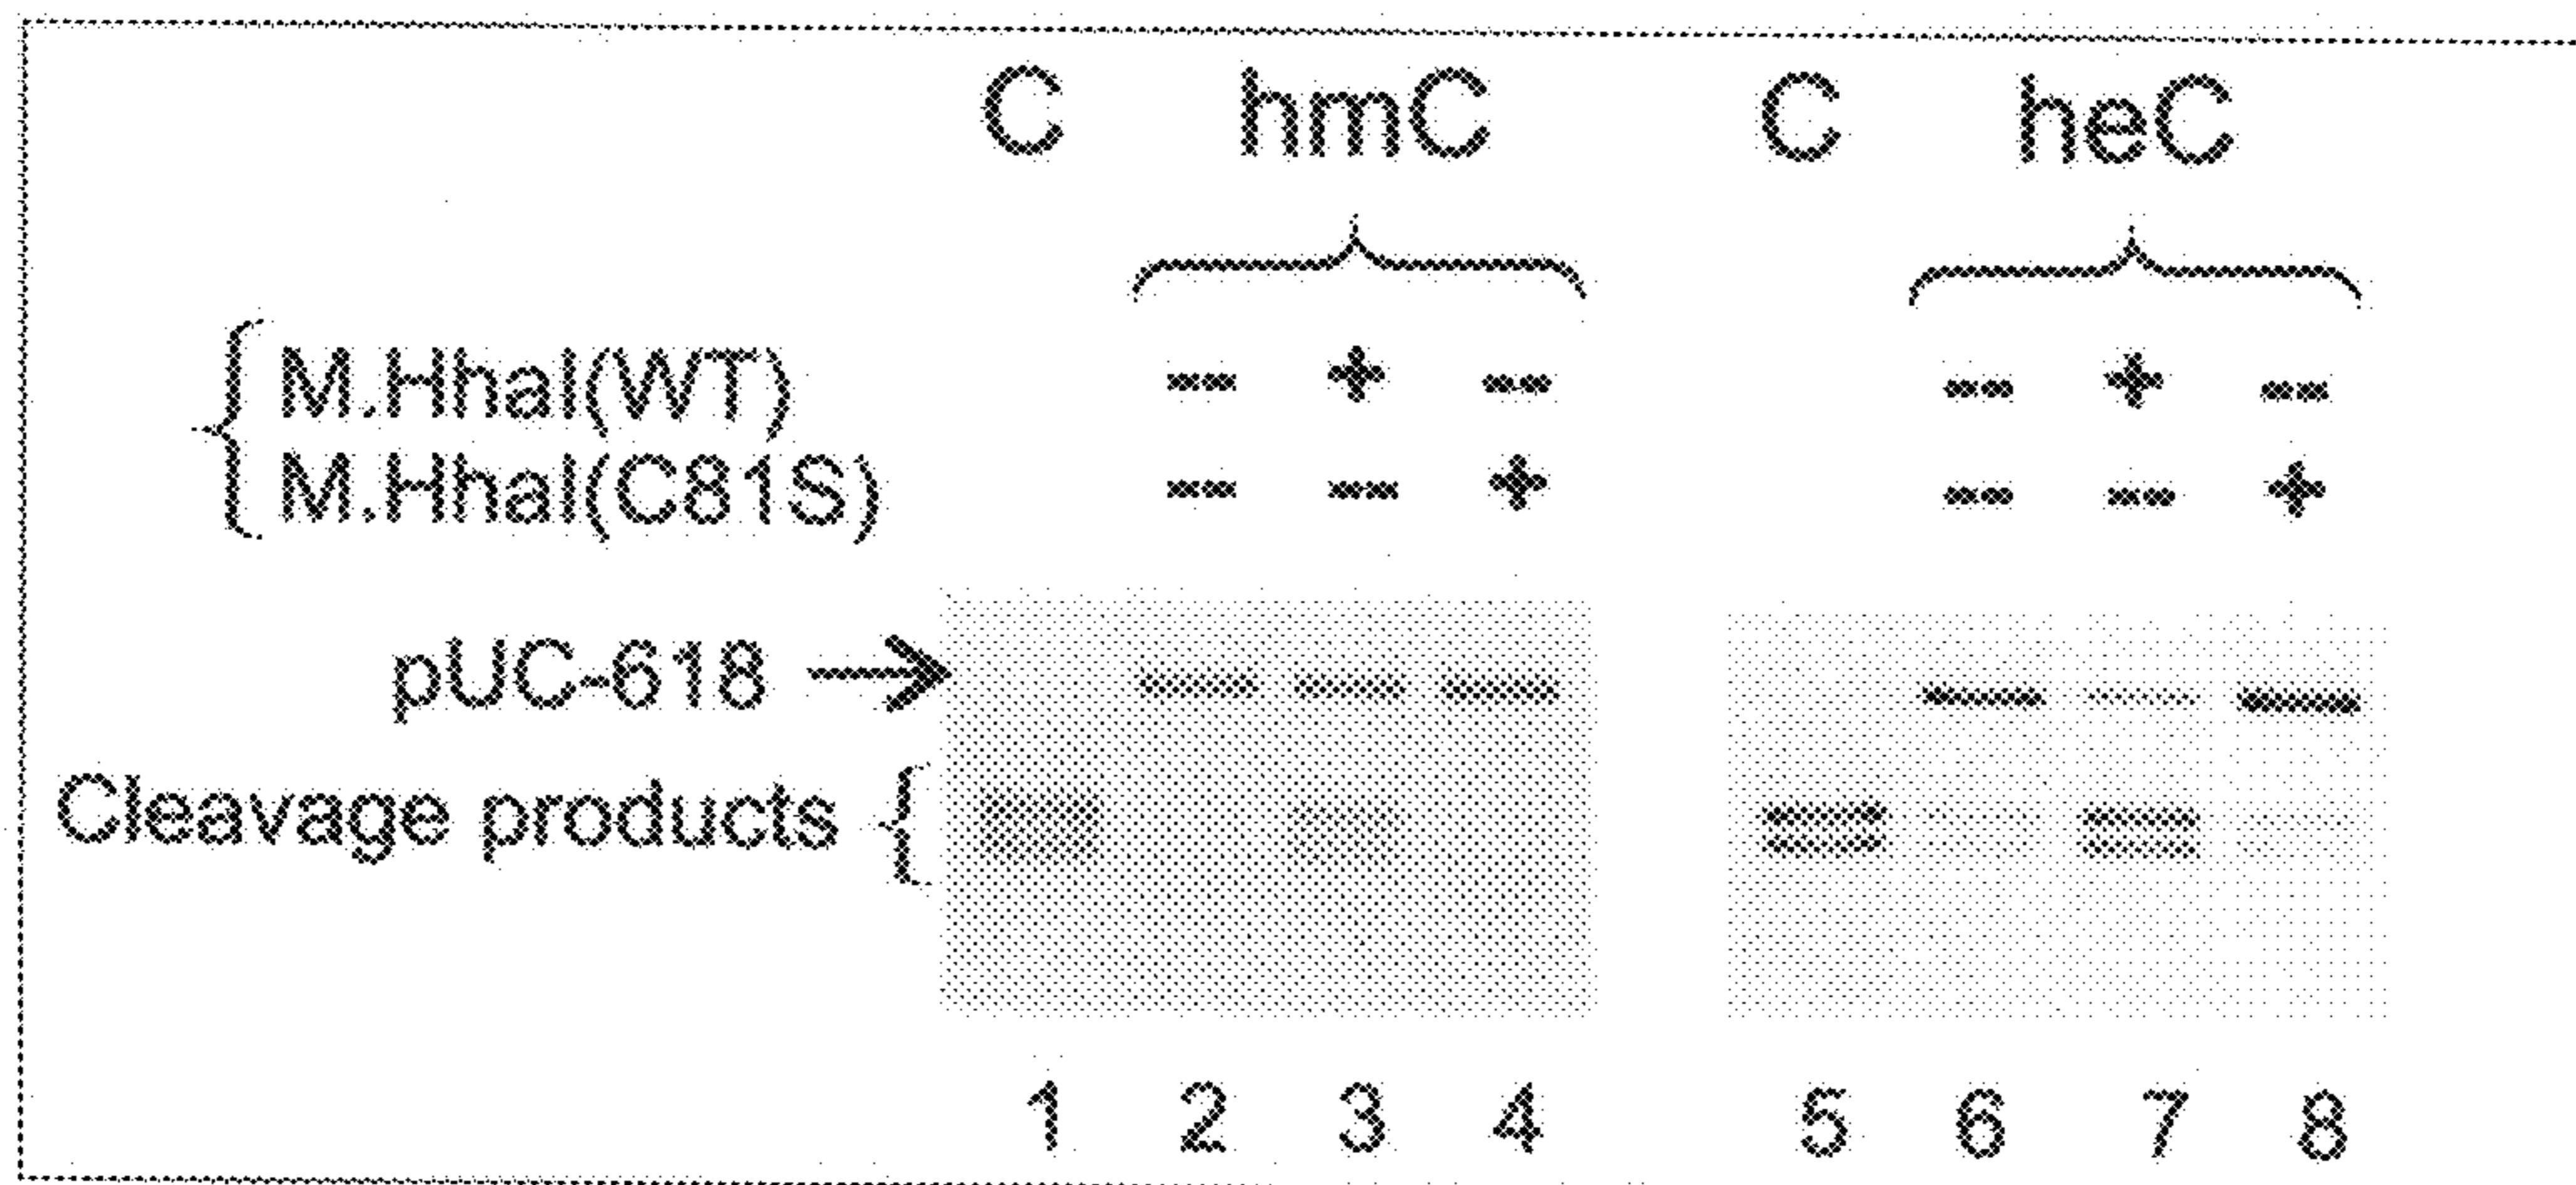 C hmC C heC
M.HhaI(WT) -- + -- -- + --
M.HhaI(C81S) -- -- + -- -- +
pUC-618
Cleavage products
1 2 3 4 5 6 7 8